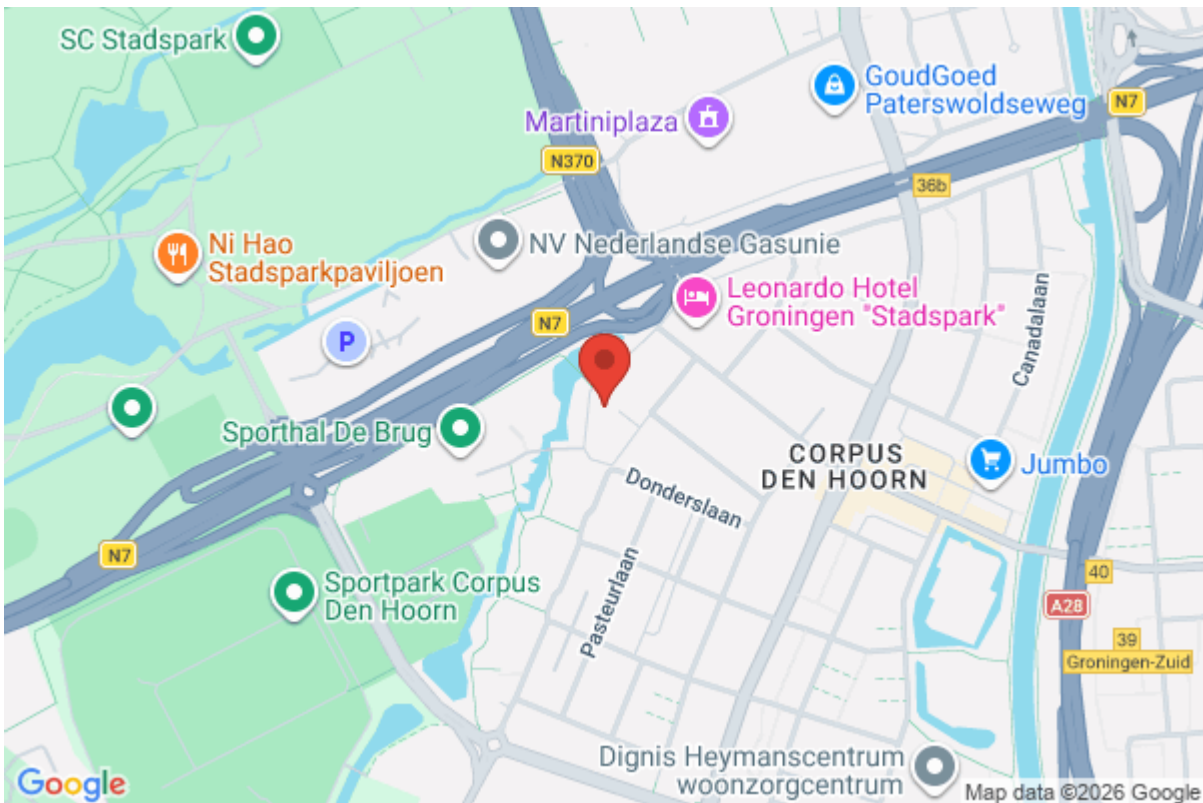 SC Stadspark
GoudGoed
Paterswoldseweg
N7
Martiniplaza
N370
36b
Ni Hao
Stadsparkpaviljoen
NV Nederlandse Gasunie
Leonardo Hotel
Groningen "Stadspark"
N7
P
Canadalaan
Sporthal De Brug
CORPUS
DEN HOORN
Jumbo
Donderslaan
N7
Sportpark Corpus
Den Hoorn
Pasteurlaan
40
A28
39
Groningen-Zuid
Dignis Heymanscentrum
woonzorgcentrum
Google
Map data ©2026 Google